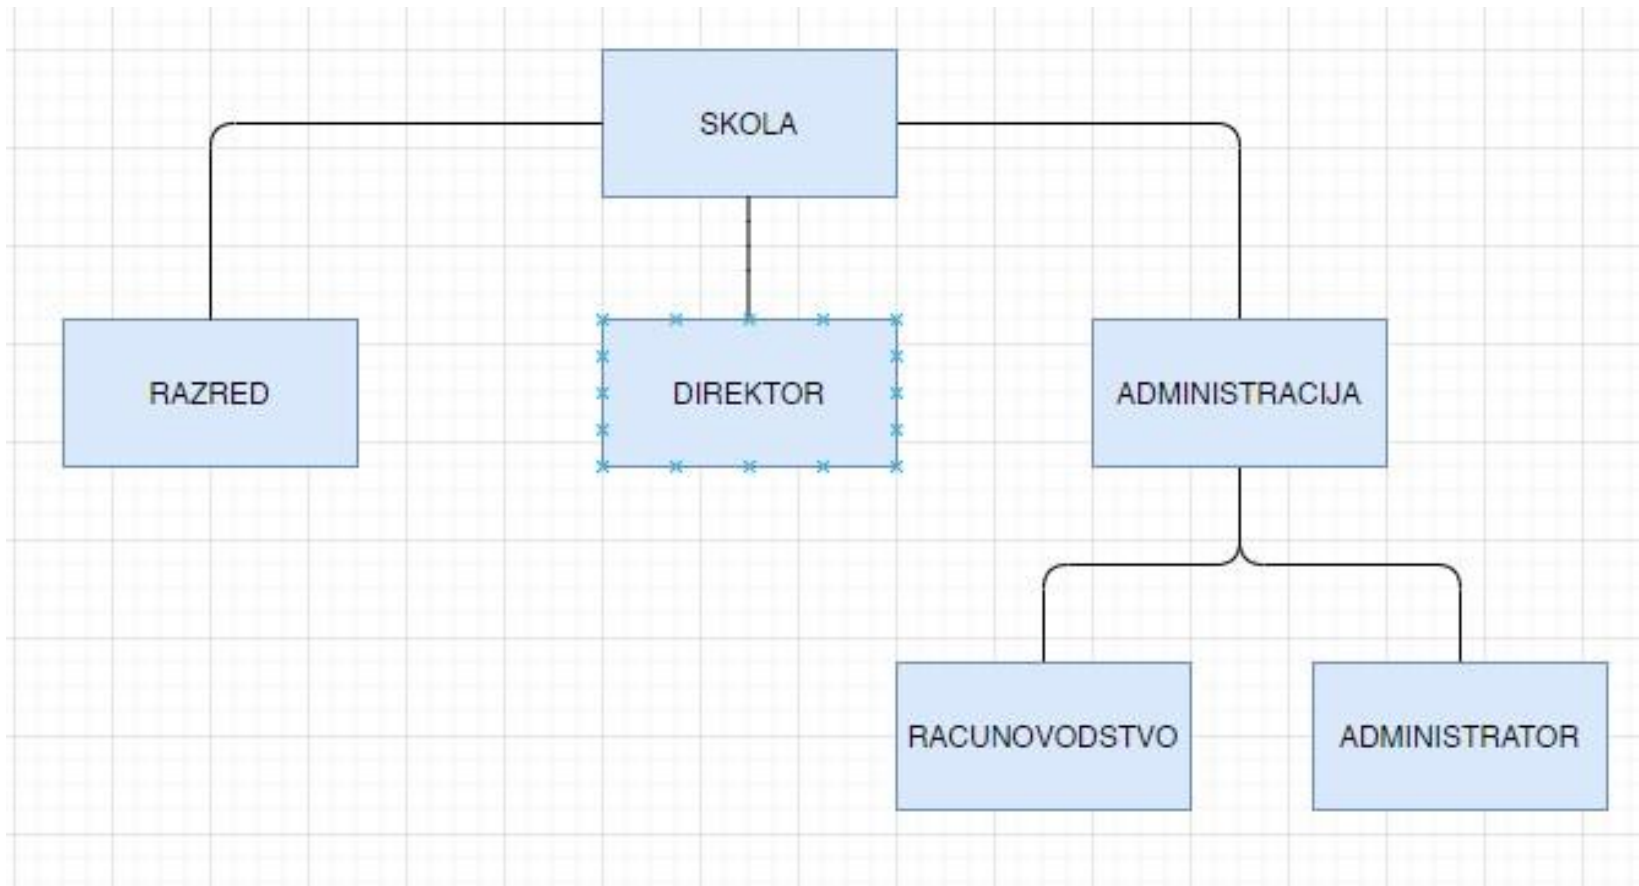 SKOLA
RAZRED
DIREKTOR
ADMINISTRACIJA
RACUNOVODSTVO
ADMINISTRATOR